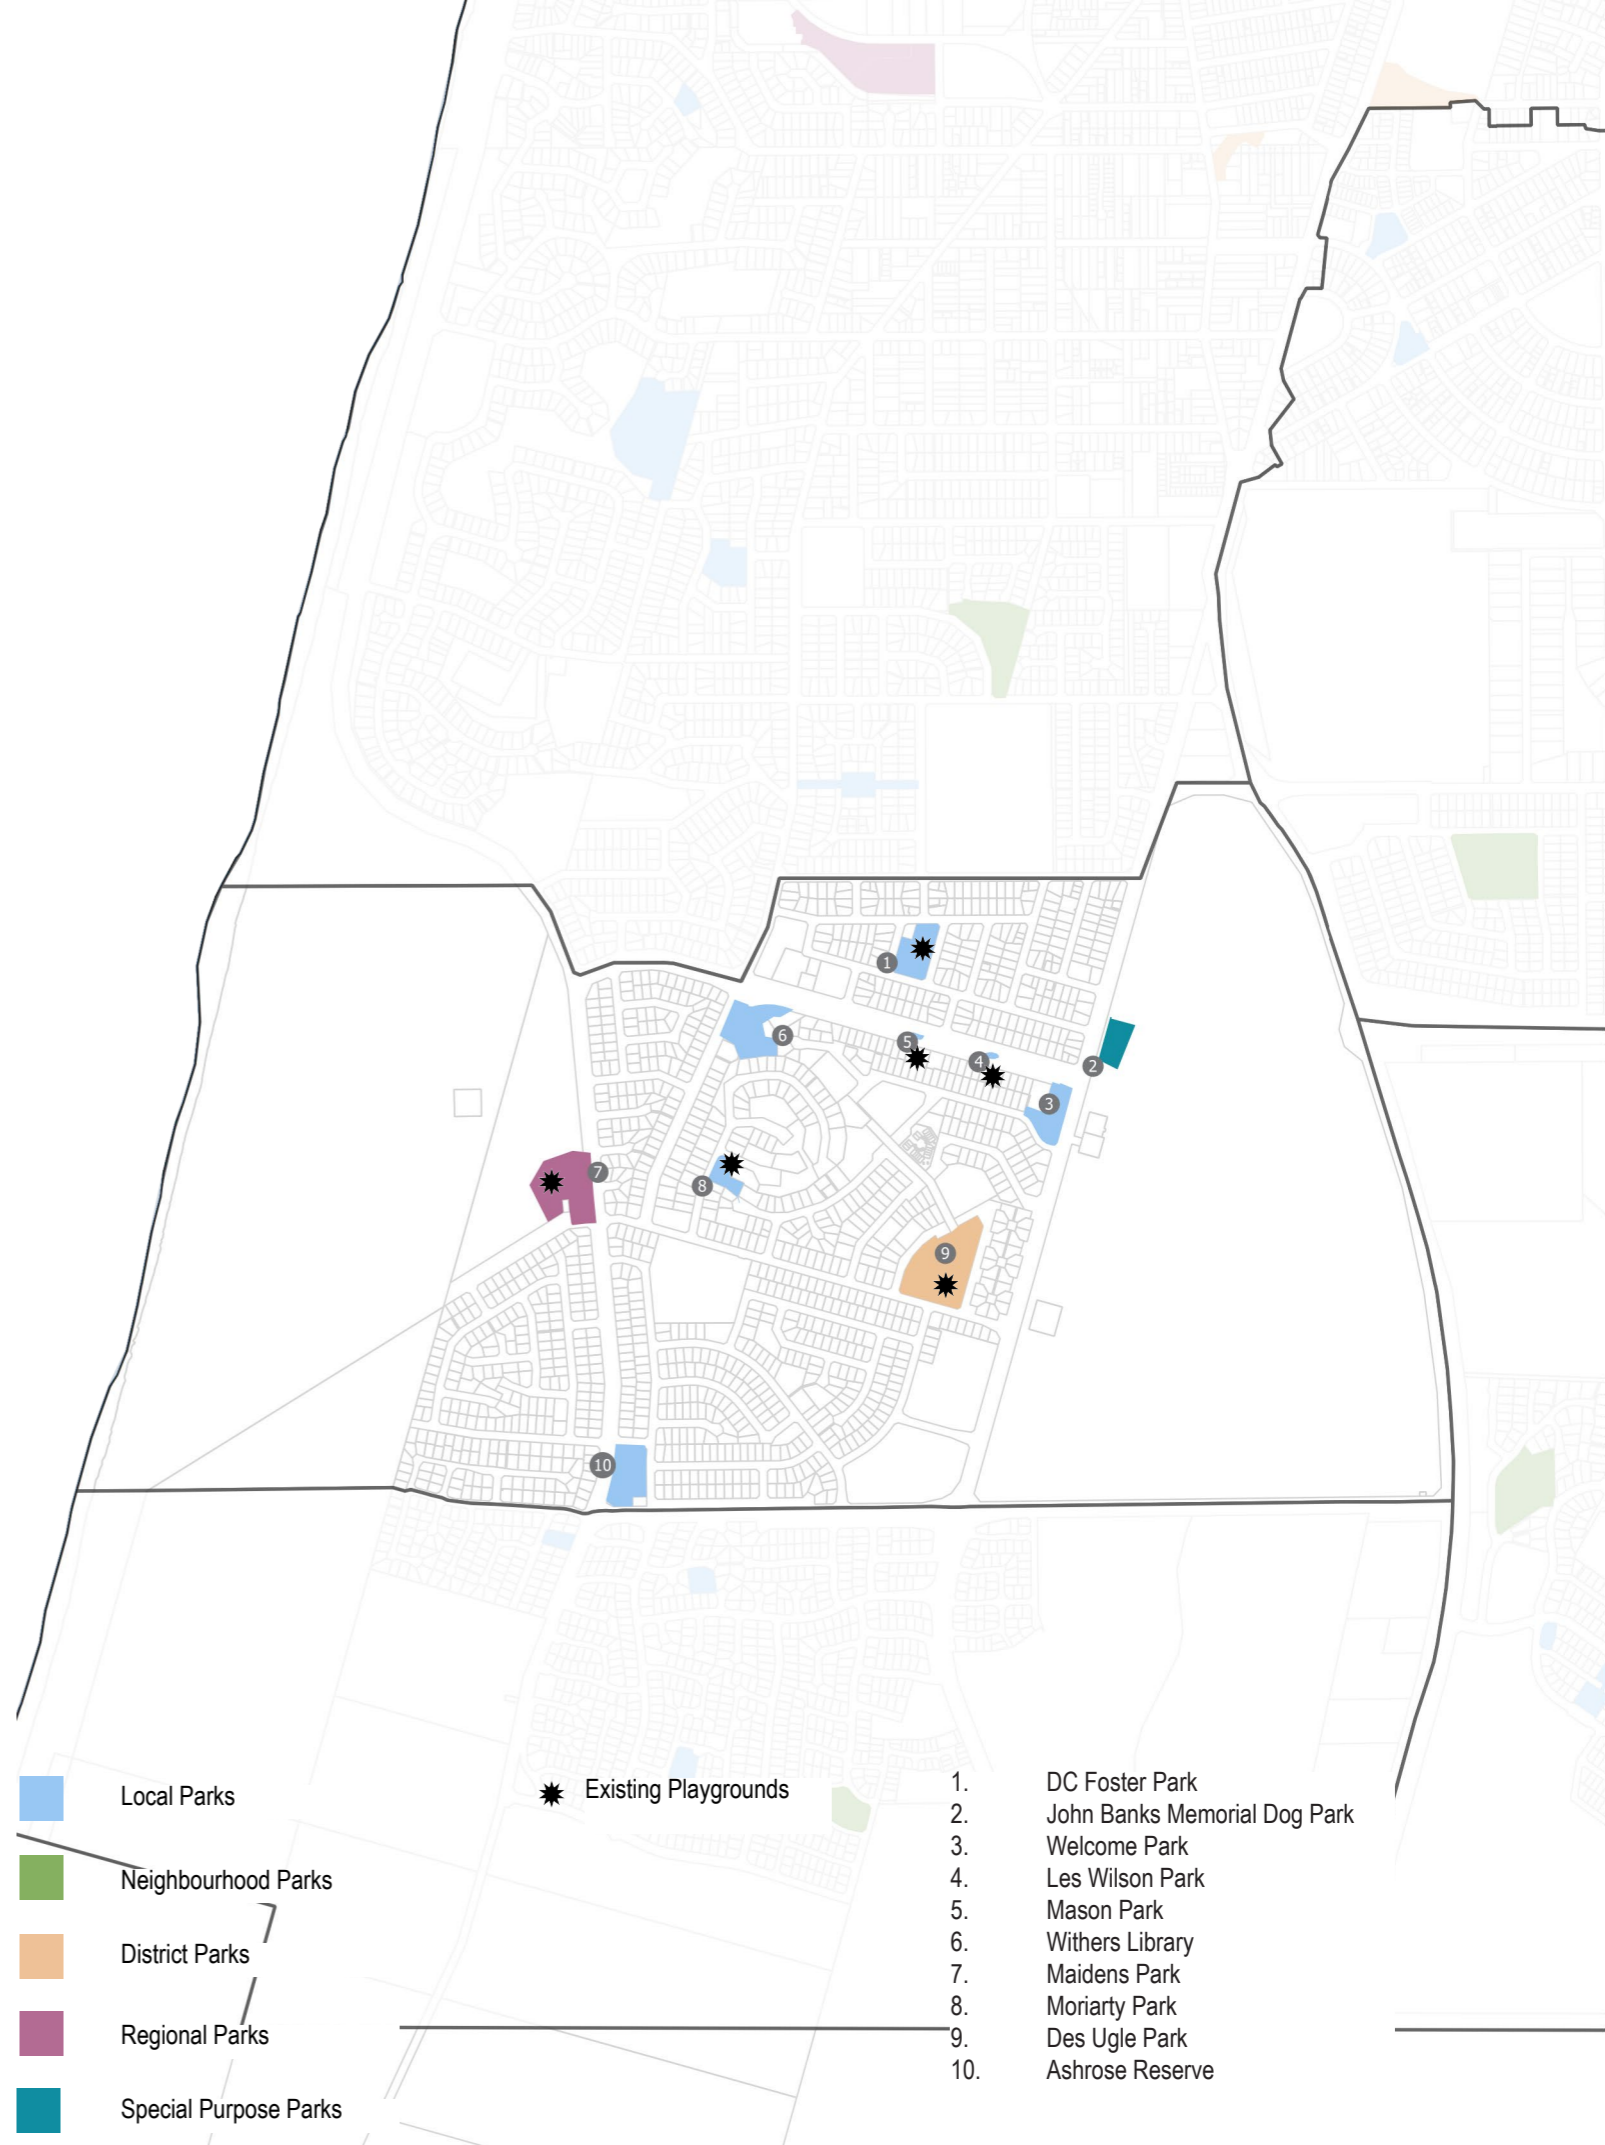 1
6
5
4
2
3
7
8
9
10
Local Parks
Neighbourhood Parks
District Parks
Regional Parks
Special Purpose Parks
Existing Playgrounds
1. DC Foster Park
2. John Banks Memorial Dog Park
3. Welcome Park
4. Les Wilson Park
5. Mason Park
6. Withers Library
7. Maidens Park
8. Moriarty Park
9. Des Ugle Park
10. Ashrose Reserve